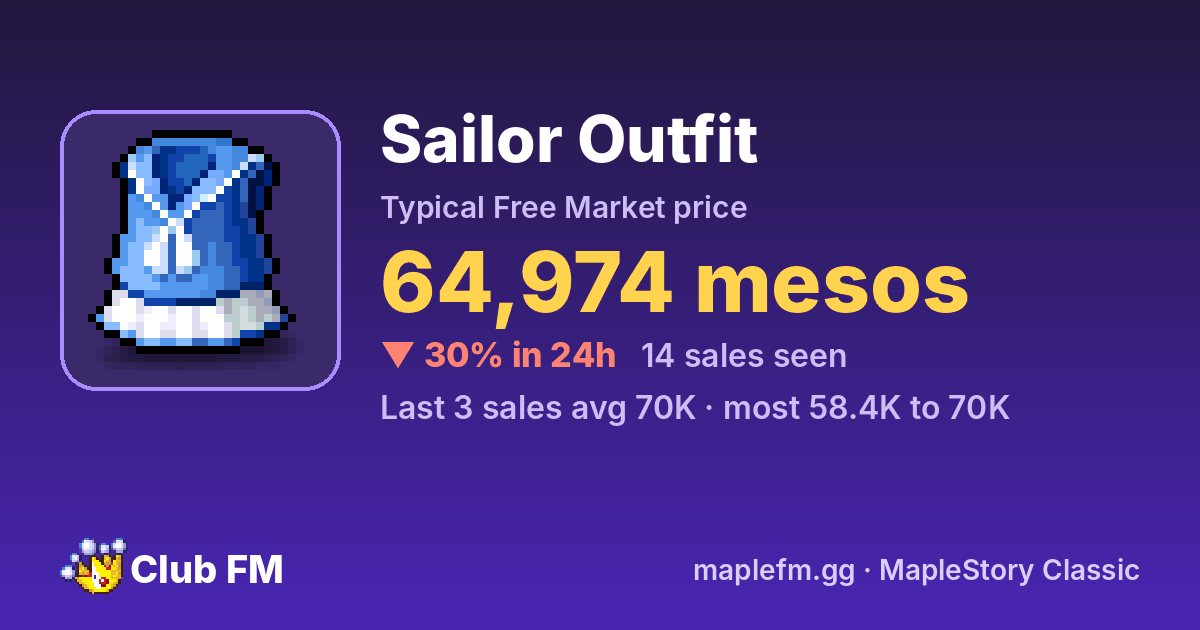 Sailor Outfit
Typical Free Market price
64,974 mesos
▼ 30% in 24h 14 sales seen
Last 3 sales avg 70K · most 58.4K to 70K
Club FM
maplefm.gg · MapleStory Classic